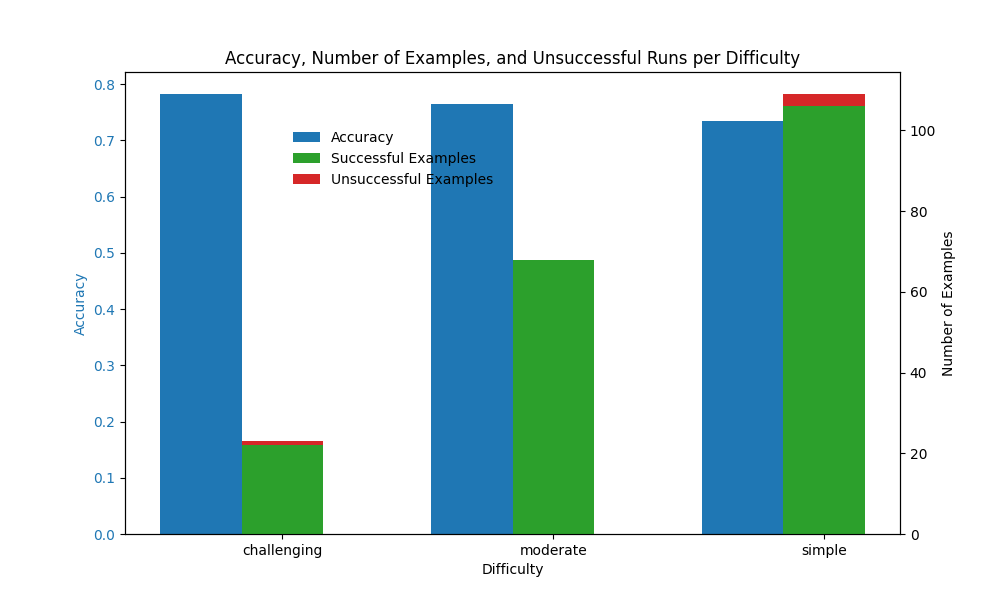 Accuracy, Number of Examples, and Unsuccessful Runs per Difficulty
0.8
0.7
0.6
0.5
0.4
0.3
0.2
0.1
0.0
Accuracy
Accuracy
Successful Examples
Unsuccessful Examples
100
80
60
40
20
0
Number of Examples
challenging moderate simple
Difficulty